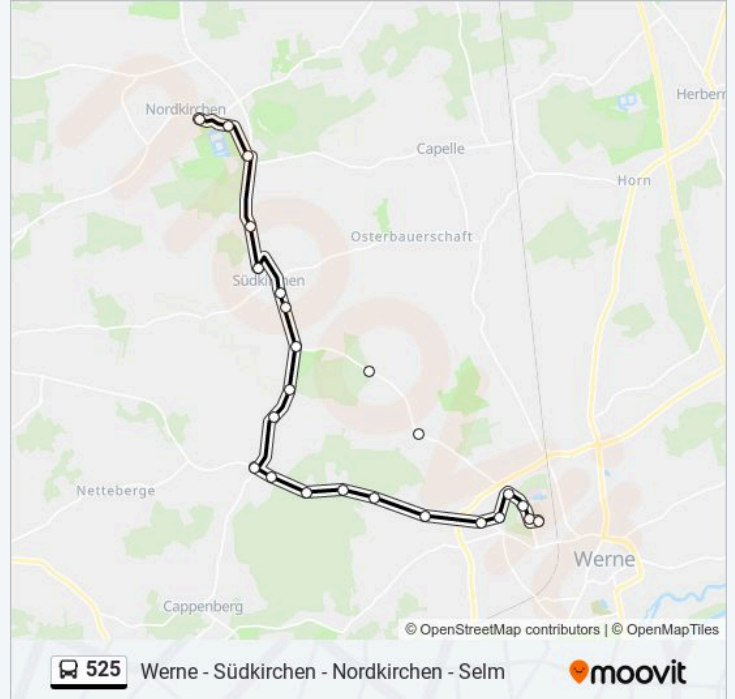 Nordkirchen
Herbern
Capelle
Horn
Osterbauerschaft
Südkirchen
Netteberge
Werne
Cappenberg
© OpenStreetMap contributors | © OpenMapTiles
525 Werne - Südkirchen - Nordkirchen - Selm
moovit